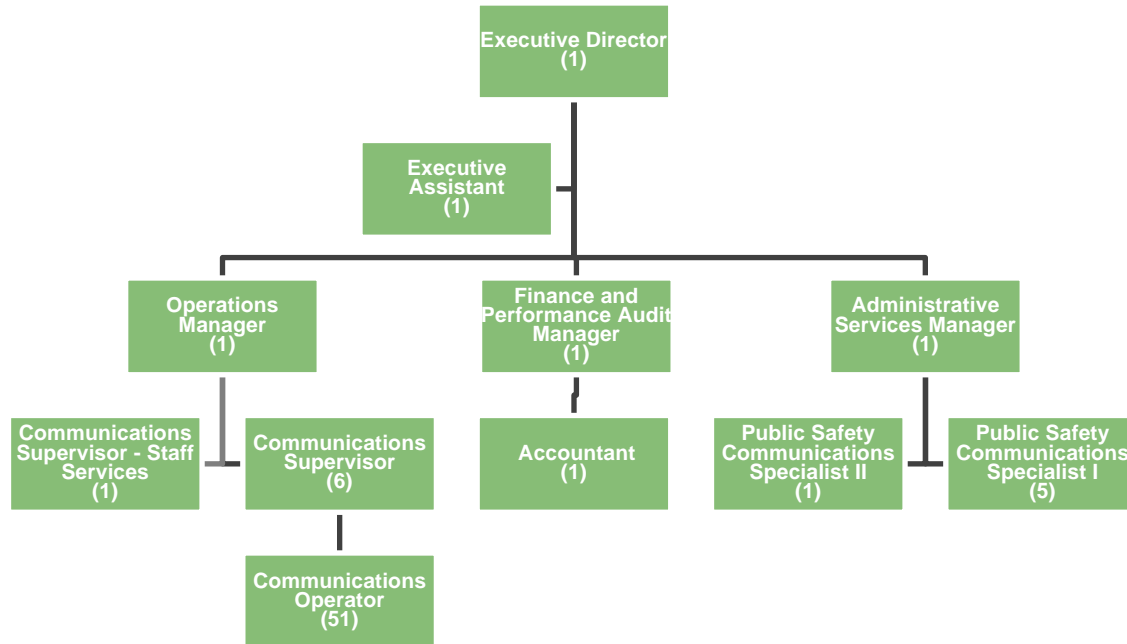 Executive Director
(1)
Executive
Assistant
(1)
Operations
Manager
(1)
Finance and
Performance Audit
Manager
(1)
Administrative
Services Manager
(1)
Communications
Supervisor - Staff
Services
(1)
Communications
Supervisor
(6)
Accountant
(1)
Public Safety
Communications
Specialist II
(1)
Public Safety
Communications
Specialist I
(5)
Communications
Operator
(51)